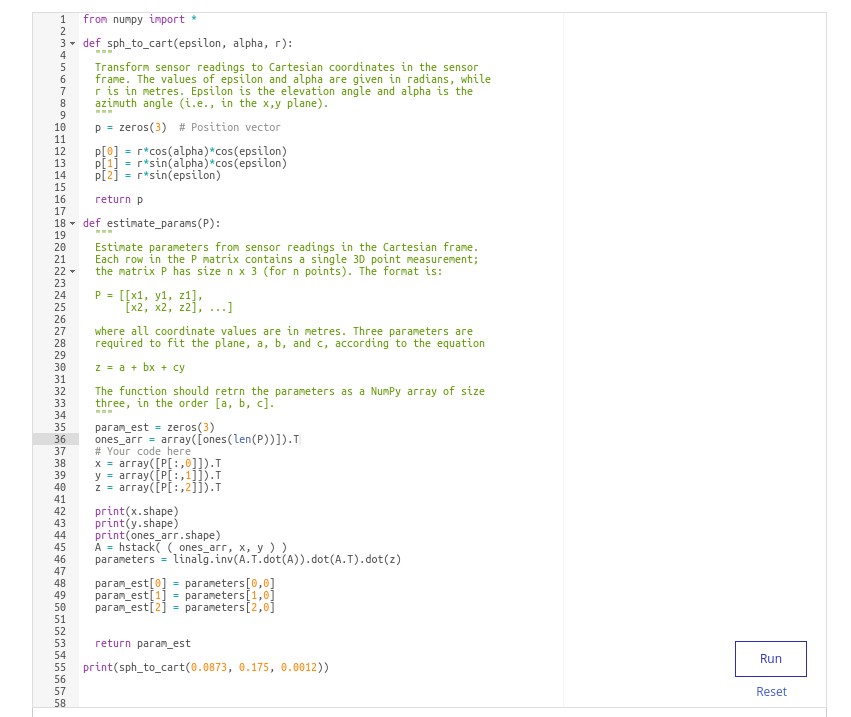 1 from numpy import *
2
3 def sph_to_cart(epsilon, alpha, r):
4 """
5 Transform sensor readings to Cartesian coordinates in the sensor
6 frame. The values of epsilon and alpha are given in radians, while
7 r is in metres. Epsilon is the elevation angle and alpha is the
8 azimuth angle (i.e., in the x,y plane).
9 """
10 p = zeros(3)  # Position vector
11
12 p[0] = r*cos(alpha)*cos(epsilon)
13 p[1] = r*sin(alpha)*cos(epsilon)
14 p[2] = r*sin(epsilon)
15
16 return p
17
18 def estimate_params(P):
19 """
20 Estimate parameters from sensor readings in the Cartesian frame.
21 Each row in the P matrix contains a single 3D point measurement;
22 the matrix P has size n x 3 (for n points). The format is:
23
24 P = [[x1, y1, z1],
25 [x2, x2, z2], ...]
26
27 where all coordinate values are in metres. Three parameters are
28 required to fit the plane, a, b, and c, according to the equation
29
30 z = a + bx + cy
31
32 The function should retrn the parameters as a NumPy array of size
33 three, in the order [a, b, c].
34 """
35 param_est = zeros(3)
36 ones_arr = array([ones(len(P))]).T
37 # Your code here
38 x = array([P[:,0]]).T
39 y = array([P[:,1]]).T
40 z = array([P[:,2]]).T
41
42 print(x.shape)
43 print(y.shape)
44 print(ones_arr.shape)
45 A = hstack( ( ones_arr, x, y ) )
46 parameters = linalg.inv(A.T.dot(A)).dot(A.T).dot(z)
47
48 param_est[0] = parameters[0,0]
49 param_est[1] = parameters[1,0]
50 param_est[2] = parameters[2,0]
51
52
53 return param_est
54
55 print(sph_to_cart(0.0873, 0.175, 0.0012))
56
57
58
Run
Reset